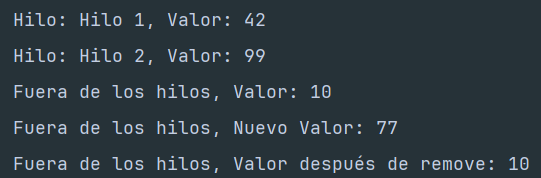 Hilo: Hilo 1, Valor: 42
Hilo: Hilo 2, Valor: 99
Fuera de los hilos, Valor: 10
Fuera de los hilos, Nuevo Valor: 77
Fuera de los hilos, Valor después de remove: 10